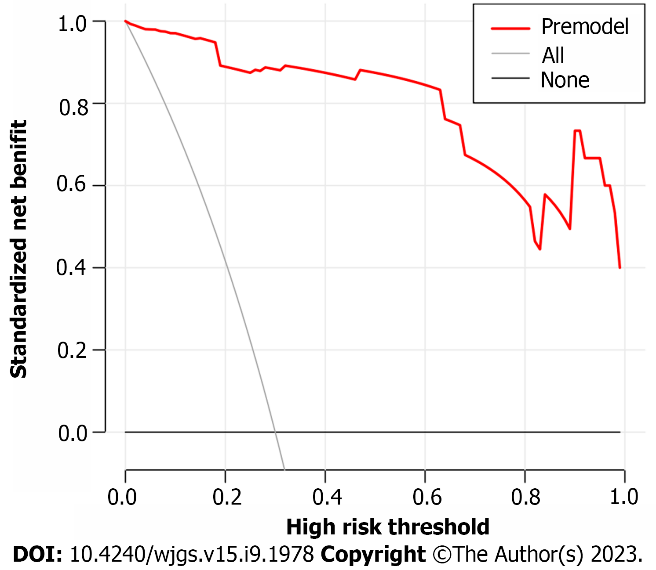 Premodel
All
None
Standardized net benifit
1.0
0.8
0.6
0.4
0.2
0.0
0.0 0.2 0.4 0.6 0.8 1.0
High risk threshold
DOI: 10.4240/wjgs.v15.i9.1978 Copyright ©The Author(s) 2023.